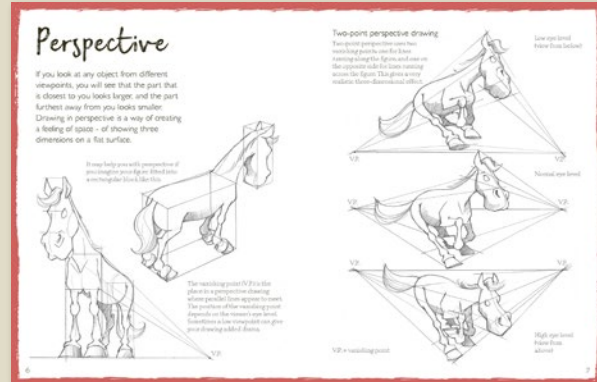 Perspective
If you look at any object from different
viewpoints, you will see that the part that
is closest to you looks larger, and the part
furthest away from you looks smaller.
Drawing in perspective is a way of creating
a feeling of space - of showing three
dimensions on a flat surface.
It may help you with perspective if
you imagine your figure fitted into
a rectangular block like this.
The vanishing point (V.P.) is the
place in a perspective drawing
where parallel lines appear to meet.
The position of the vanishing point
depends on the viewer's eye level.
Sometimes a low viewpoint can give
your drawing added drama.
V.P.
6
Two-point perspective drawing
Two-point perspective uses two
vanishing points: one for lines
running along the figure, and one on
the opposite side for lines running
across the figure. This gives a very
realistic three-dimensional effect.
Low eye level
(view from below)
V.P.
V.P.
Normal eye level
V.P.
V.P.
V.P.
V.P.
High eye level
(view from
above)
V.P. = vanishing point
7